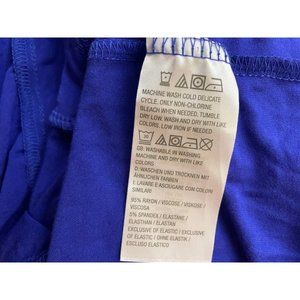 MACHINE WASH COLD DELICATE
CYCLE. ONLY NON-CHLORINE
BLEACH WHEN NEEDED, TUMBLE
DRY LOW. WASH AND DRY WITH LIKE
COLORS. LOW IRON IF NEEDED
30
GB: WASHABLE IN WASHING
MACHINE AND DRY WITH LIKE
COLORS
D: WASCHEN UND TROCKNEN MIT
ÄHNLICHEN FARBEN
I: LAVARE E ASCIUGARE CON COLORI
SIMILARI
95% RAYON / VISCOSE / VISKOSE/
VISCOSA
5% SPANDEX / ELASTANE/
ELASTHAN / ELASTAN
EXCLUSIVE OF ELASTIC / EXCLUSIVE
OF ELASTIC / OHNE ELASTIK /
ESCLUSO ELASTICO